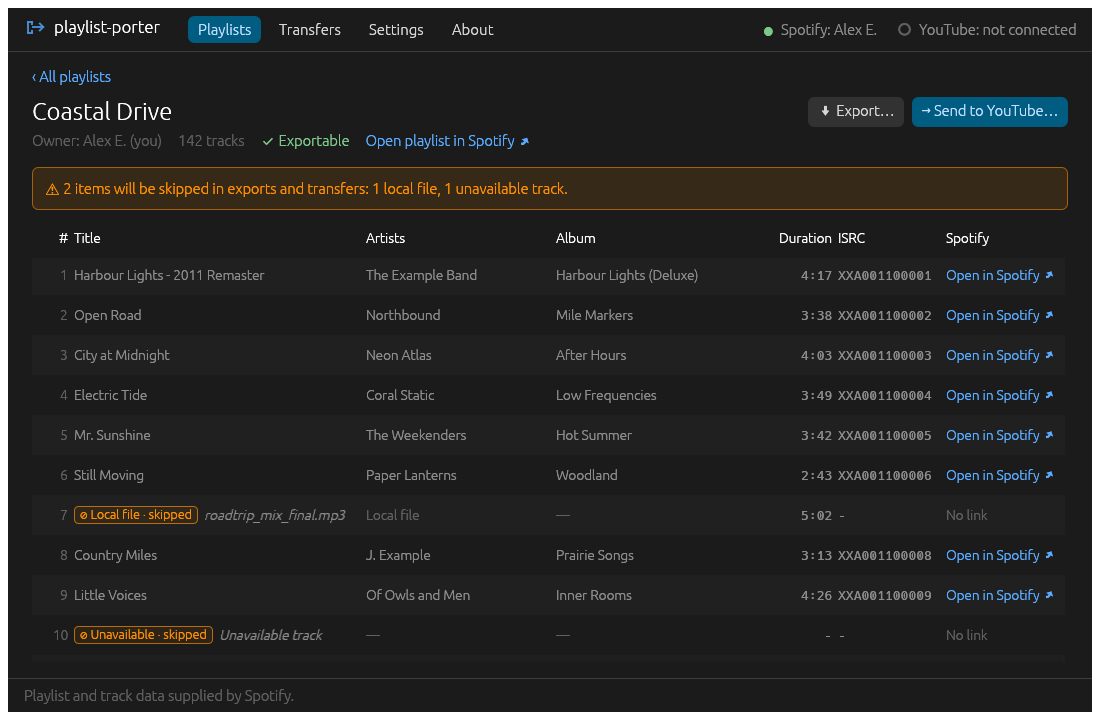 playlist-porter Playlists Transfers Settings About Spotify: Alex E. YouTube: not connected
‹ All playlists
Coastal Drive
Export… → Send to YouTube…
Owner: Alex E. (you) 142 tracks ✓ Exportable Open playlist in Spotify
⚠ 2 items will be skipped in exports and transfers: 1 local file, 1 unavailable track.
# Title Artists Album Duration ISRC Spotify
1 Harbour Lights - 2011 Remaster The Example Band Harbour Lights (Deluxe) 4:17 XXA001100001 Open in Spotify
2 Open Road Northbound Mile Markers 3:38 XXA001100002 Open in Spotify
3 City at Midnight Neon Atlas After Hours 4:03 XXA001100003 Open in Spotify
4 Electric Tide Coral Static Low Frequencies 3:49 XXA001100004 Open in Spotify
5 Mr. Sunshine The Weekenders Hot Summer 3:42 XXA001100005 Open in Spotify
6 Still Moving Paper Lanterns Woodland 2:43 XXA001100006 Open in Spotify
7 Local file · skipped roadtrip_mix_final.mp3 Local file — 5:02 - No link
8 Country Miles J. Example Prairie Songs 3:13 XXA001100008 Open in Spotify
9 Little Voices Of Owls and Men Inner Rooms 4:26 XXA001100009 Open in Spotify
10 Unavailable · skipped Unavailable track — — - - No link
Playlist and track data supplied by Spotify.